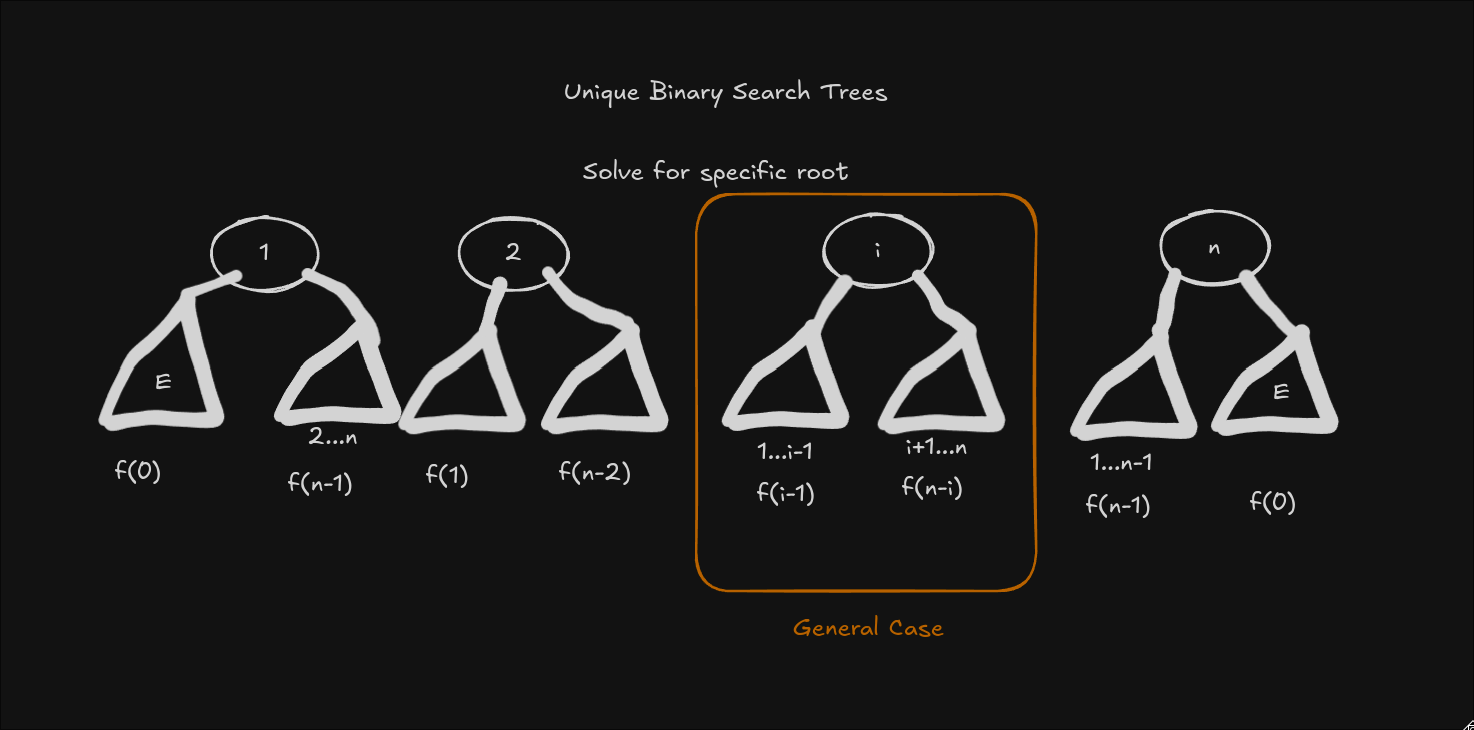 Unique Binary Search Trees
Solve for specific root
1
2
i
n
E
E
2...n
1...i-1
i+1...n
1...n-1
f(0)
f(n-1)
f(1)
f(n-2)
f(i-1)
f(n-i)
f(n-1)
f(0)
General Case